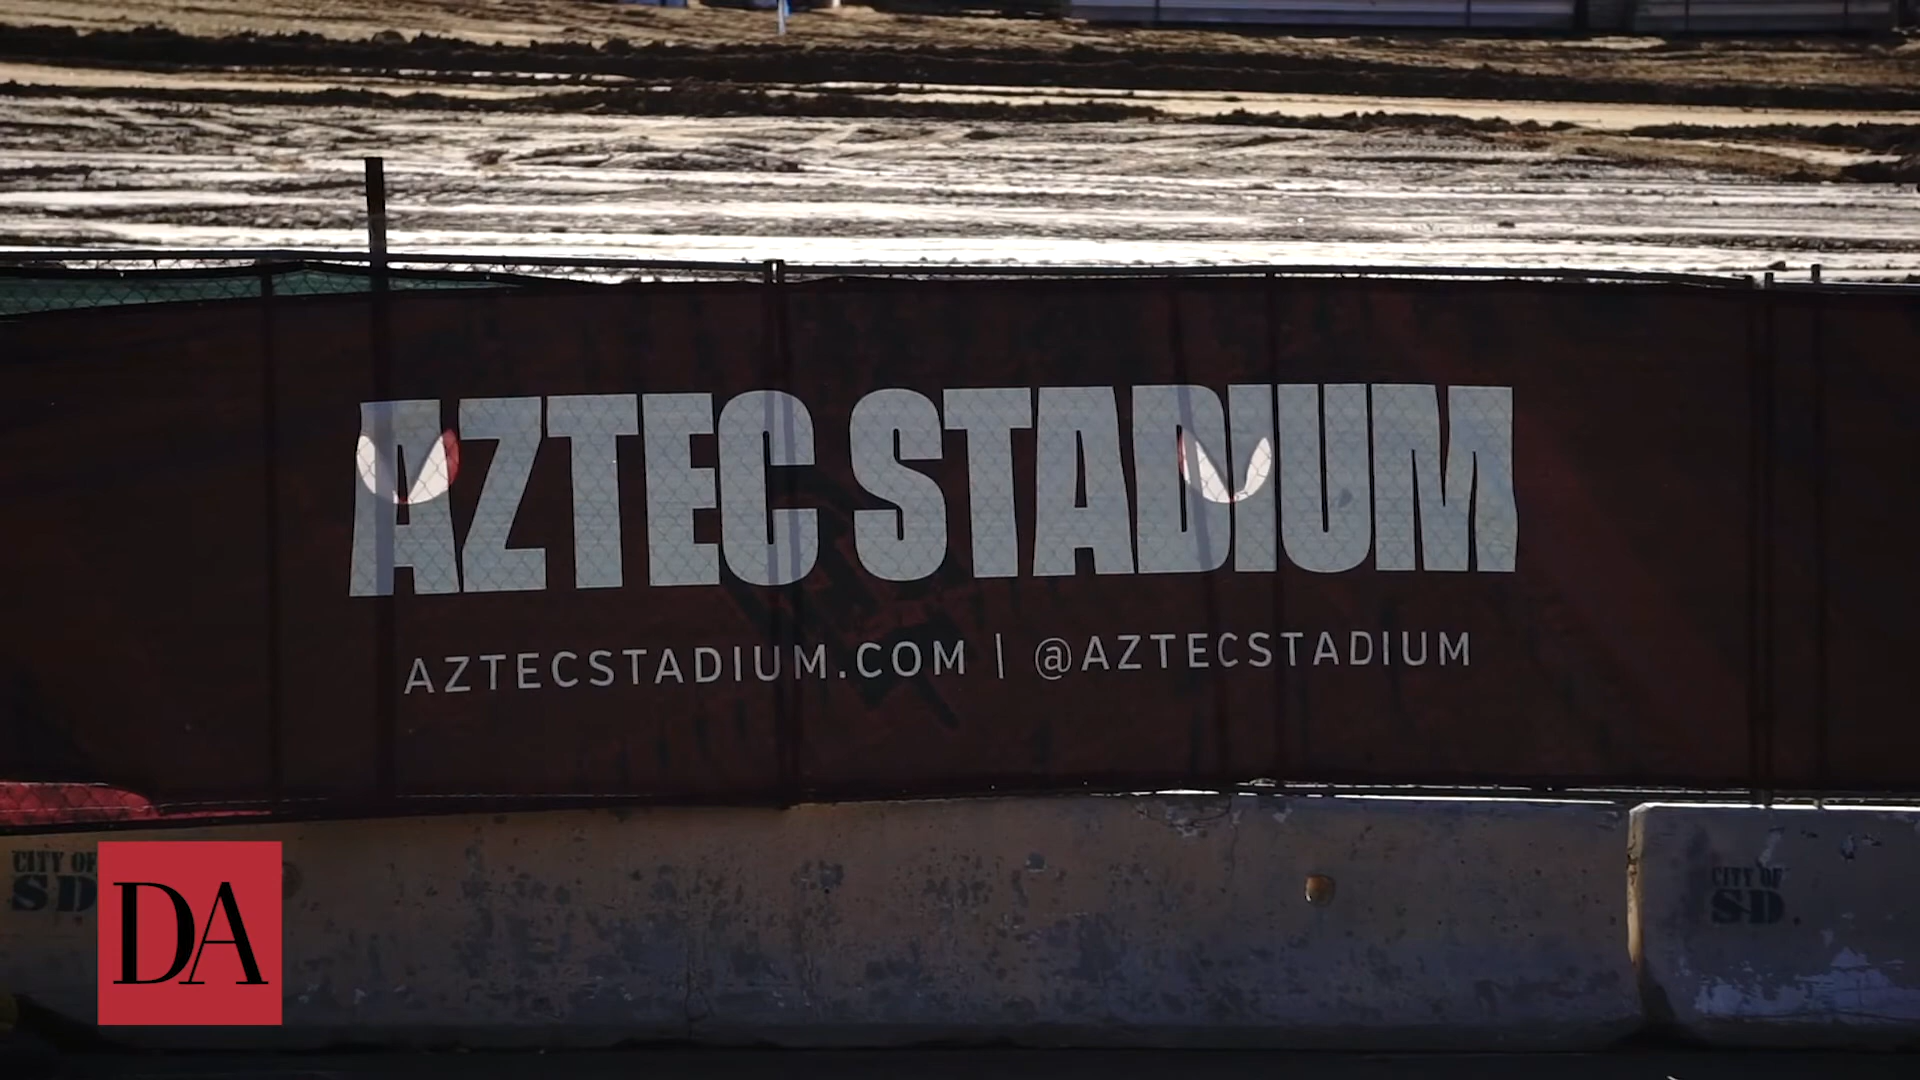 AZTEC STADIUM
AZTECSTADIUM.COM | @AZTECSTADIUM
CITY OF
SD
CITY OF
SD
DA